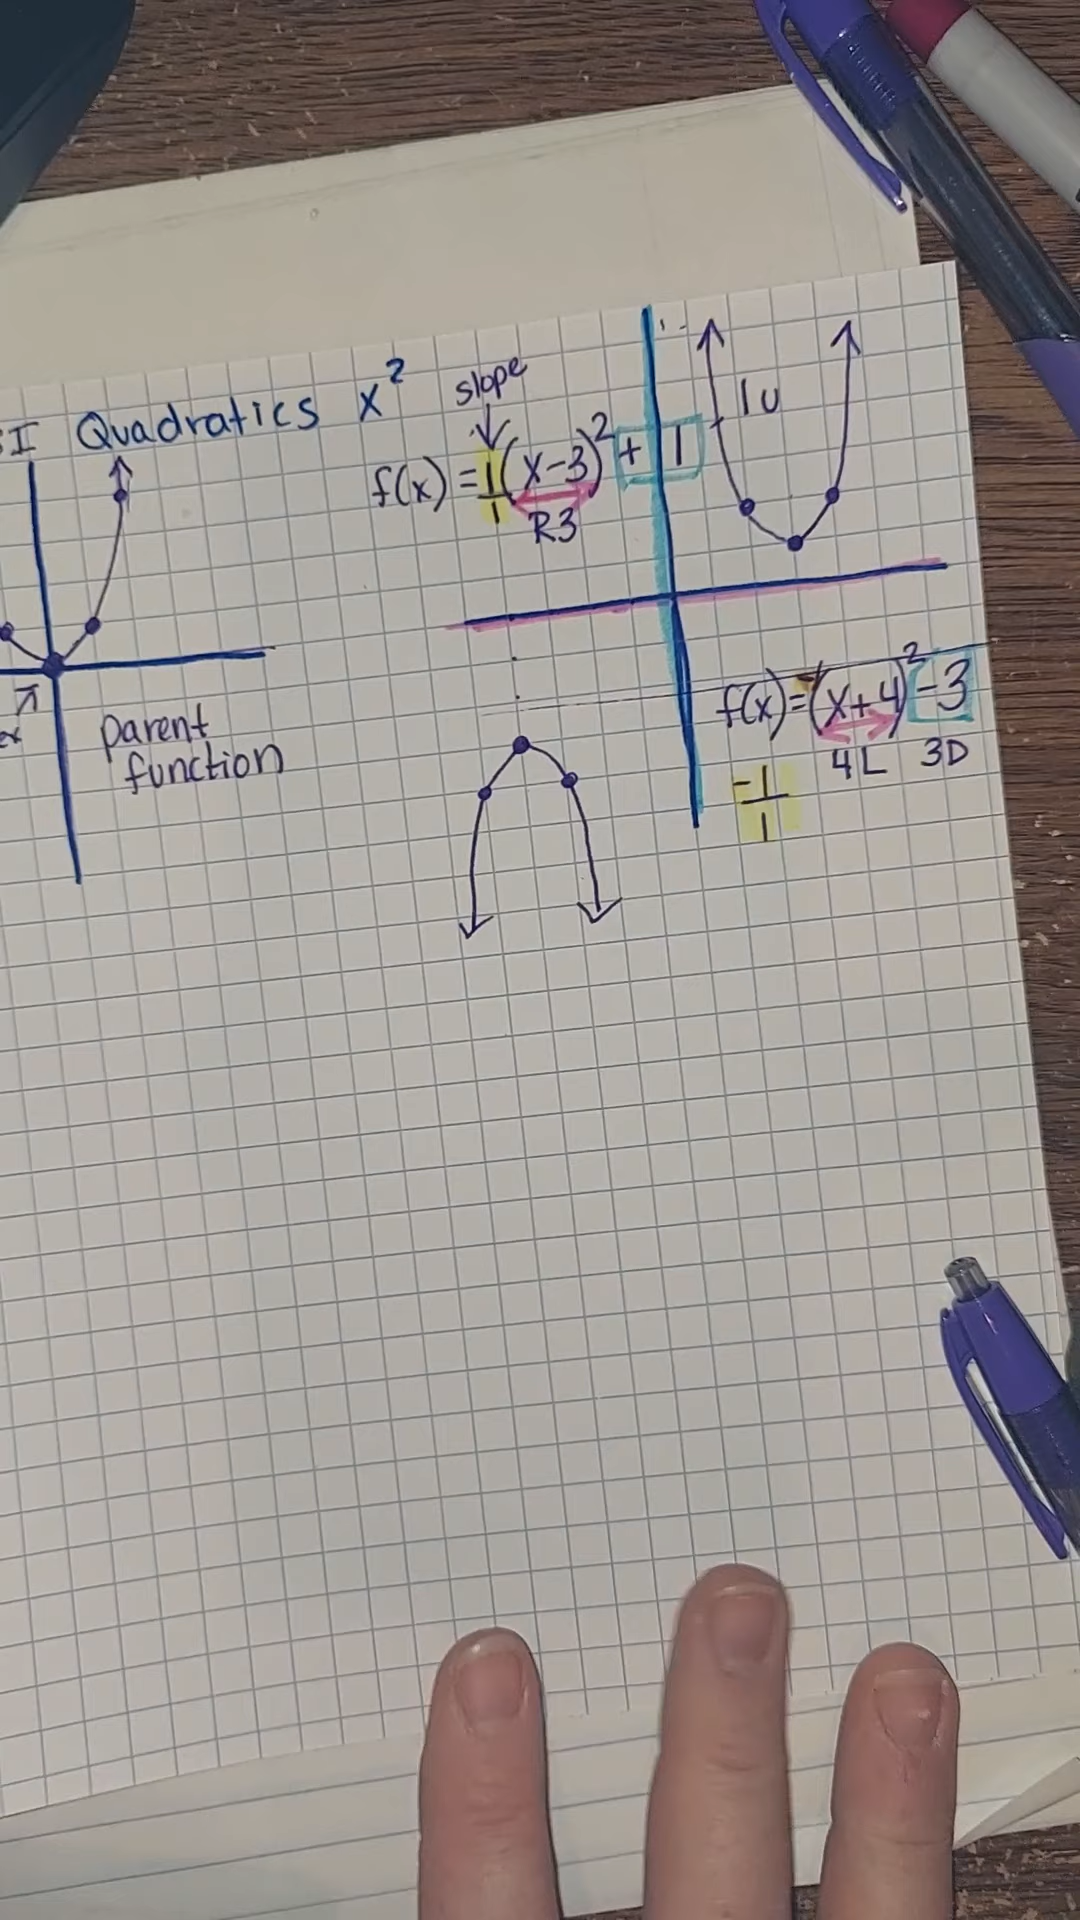 Quadratics x²
slope
f(x) = 1/1 (x-3)² + 1
R3
1u
parent
function
f(x)=-(x+4)² -3
4L 3D
-1/1